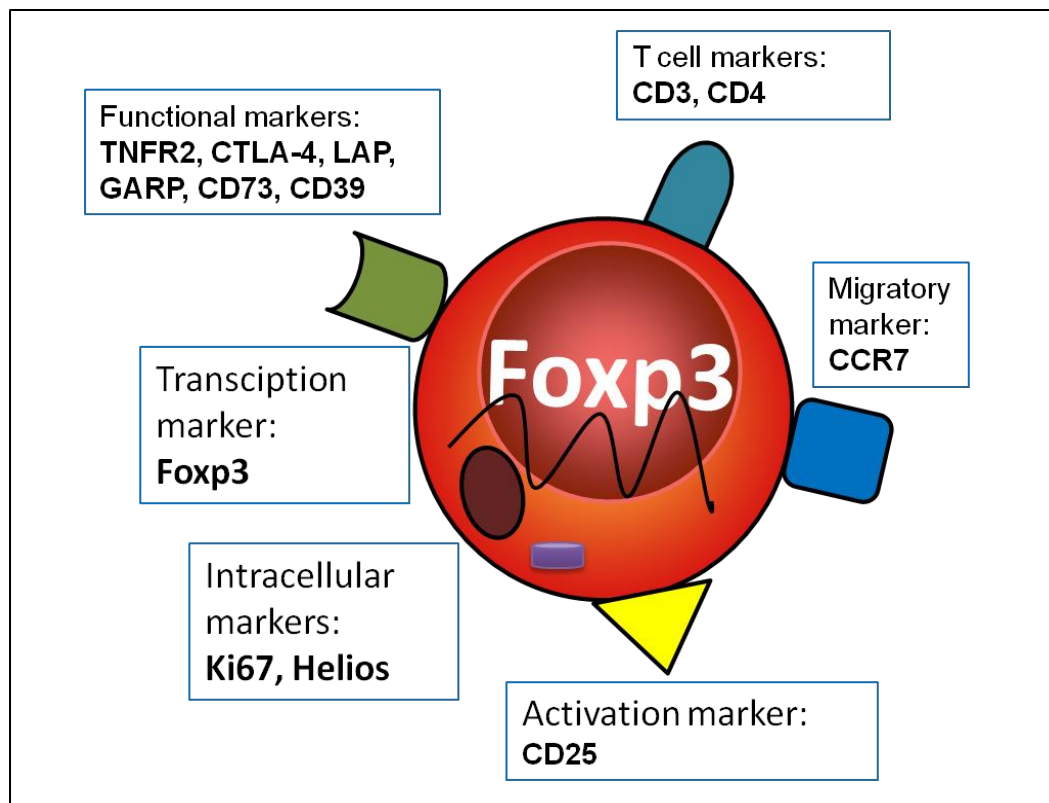 T cell markers:
CD3, CD4
Functional markers:
TNFR2, CTLA-4, LAP,
GARP, CD73, CD39
Migratory
marker:
CCR7
Foxp3
Transciption
marker:
Foxp3
Intracellular
markers:
Ki67, Helios
Activation marker:
CD25